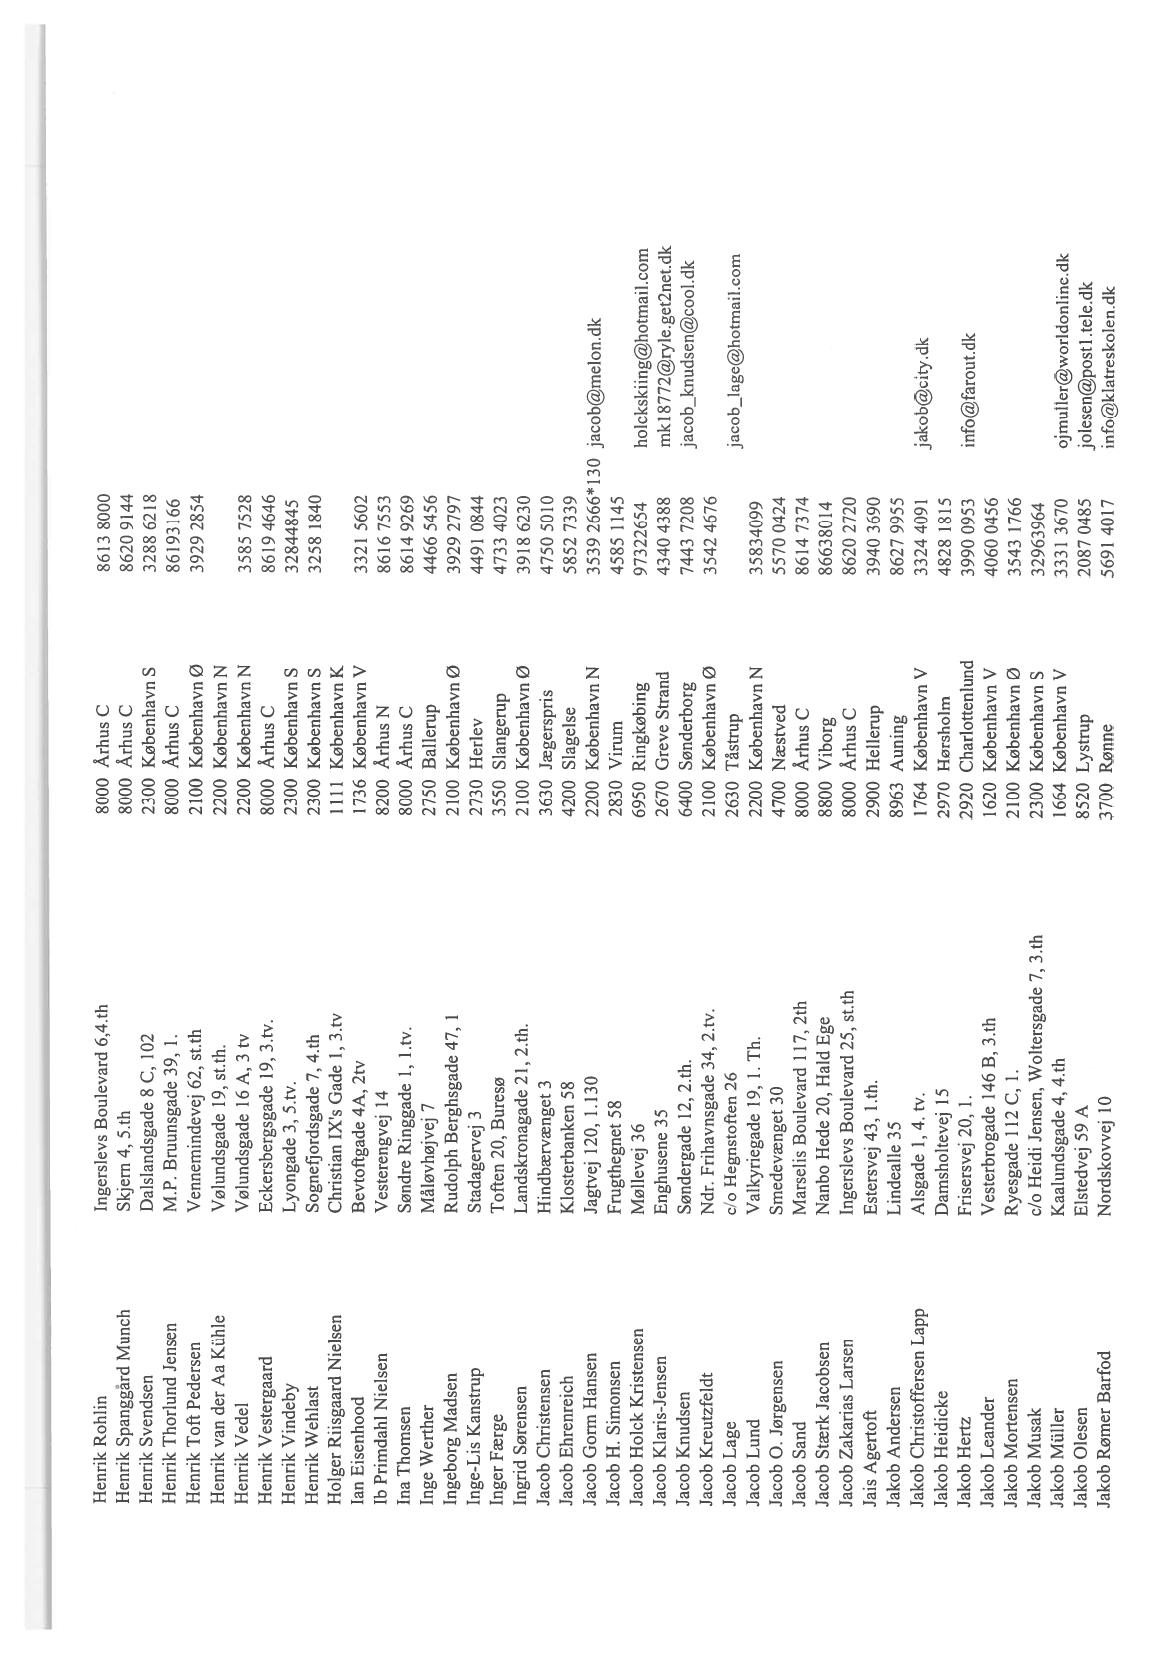 Henrik Rohlin Ingerslevs Boulevard 6,4.th 8000 Århus C 8613 8000
Henrik Spanggård Munch Skjern 4, 5.th 8000 Århus C 8620 9144
Henrik Svendsen Dalslandsgade 8 C, 102 2300 København S 3288 6218
Henrik Thorlund Jensen M.P. Bruunsgade 39, 1. 8000 Århus C 86193166
Henrik Toft Pedersen Vennemindevej 62, st.th 2100 København Ø 3929 2854
Henrik van der Aa Kühle Vølundsgade 19, st.th. 2200 København N
Henrik Vedel Vølundsgade 16 A, 3 tv 2200 København N 3585 7528
Henrik Vestergaard Eckersbergsgade 19, 3.tv. 8000 Århus C 8619 4646
Henrik Vindeby Lyongade 3, 5.tv. 2300 København S 32844845
Henrik Wehlast Sognefjordsgade 7, 4.th 2300 København S 3258 1840
Holger Riisgaard Nielsen Christian IX's Gade 1, 3.tv 1111 København K
Ian Eisenhood Bevtoftgade 4A, 2tv 1736 København V 3321 5602
Ib Primdahl Nielsen Vesterengvej 14 8200 Århus N 8616 7553
Ina Thomsen Søndre Ringgade 1, 1.tv. 8000 Århus C 8614 9269
Inge Werther Måløvhøjvej 7 2750 Ballerup 4466 5456
Ingeborg Madsen Rudolph Berghsgade 47, 1 2100 København Ø 3929 2797
Inge-Lis Kanstrup Stadagervej 3 2730 Herlev 4491 0844
Inger Færge Toften 20, Buresø 3550 Slangerup 4733 4023
Ingrid Sørensen Landskronagade 21, 2.th. 2100 København Ø 3918 6230
Jacob Christensen Hindbærvænget 3 3630 Jægerspris 4750 5010
Jacob Ehrenreich Klosterbanken 58 4200 Slagelse 5852 7339
Jacob Gorm Hansen Jagtvej 120, 1.130 2200 København N 3539 2666*130 jacob@melon.dk
Jacob H. Simonsen Frugthegnet 58 2830 Virum 4585 1145
Jacob Holck Kristensen Møllevej 36 6950 Ringkøbing 97322654 holckskiing@hotmail.com
Jacob Klaris-Jensen Enghusene 35 2670 Greve Strand 4340 4388 mk18772@ryle.get2net.dk
Jacob Knudsen Søndergade 12, 2.th. 6400 Sønderborg 7443 7208 jacob_knudsen@cool.dk
Jacob Kreutzfeldt Ndr. Frihavnsgade 34, 2.tv. 2100 København Ø 3542 4676
Jacob Lage c/o Hegnstoften 26 2630 Tåstrup jacob_lage@hotmail.com
Jacob Lund Valkyriegade 19, 1. Th. 2200 København N 35834099
Jacob O. Jørgensen Smedevænget 30 4700 Næstved 5570 0424
Jacob Sand Marselis Boulevard 117, 2th 8000 Århus C 8614 7374
Jacob Stærk Jacobsen Nanbo Hede 20, Hald Ege 8800 Viborg 86638014
Jacob Zakarias Larsen Ingerslevs Boulevard 25, st.th 8000 Århus C 8620 2720
Jais Agertoft Estersvej 43, 1.th. 2900 Hellerup 3940 3690
Jakob Andersen Lindealle 35 8963 Auning 8627 9955
Jakob Christoffersen Lapp Alsgade 1, 4. tv. 1764 København V 3324 4091 jakob@city.dk
Jakob Heidicke Damsholtevej 15 2970 Hørsholm 4828 1815
Jakob Hertz Frisersvej 20, 1. 2920 Charlottenlund 3990 0953 info@farout.dk
Jakob Leander Vesterbrogade 146 B, 3.th 1620 København V 4060 0456
Jakob Mortensen Ryesgade 112 C, 1. 2100 København Ø 3543 1766
Jakob Musak c/o Heidi Jensen, Woltersgade 7, 3.th 2300 København S 32963964
Jakob Müller Kaalundsgade 4, 4.th 1664 København V 3331 3670 ojmuller@worldonlinc.dk
Jakob Olesen Elstedvej 59 A 8520 Lystrup 2087 0485 jolesen@post1.tele.dk
Jakob Rømer Barfod Nordskovvej 10 3700 Rønne 5691 4017 info@klatreskolen.dk